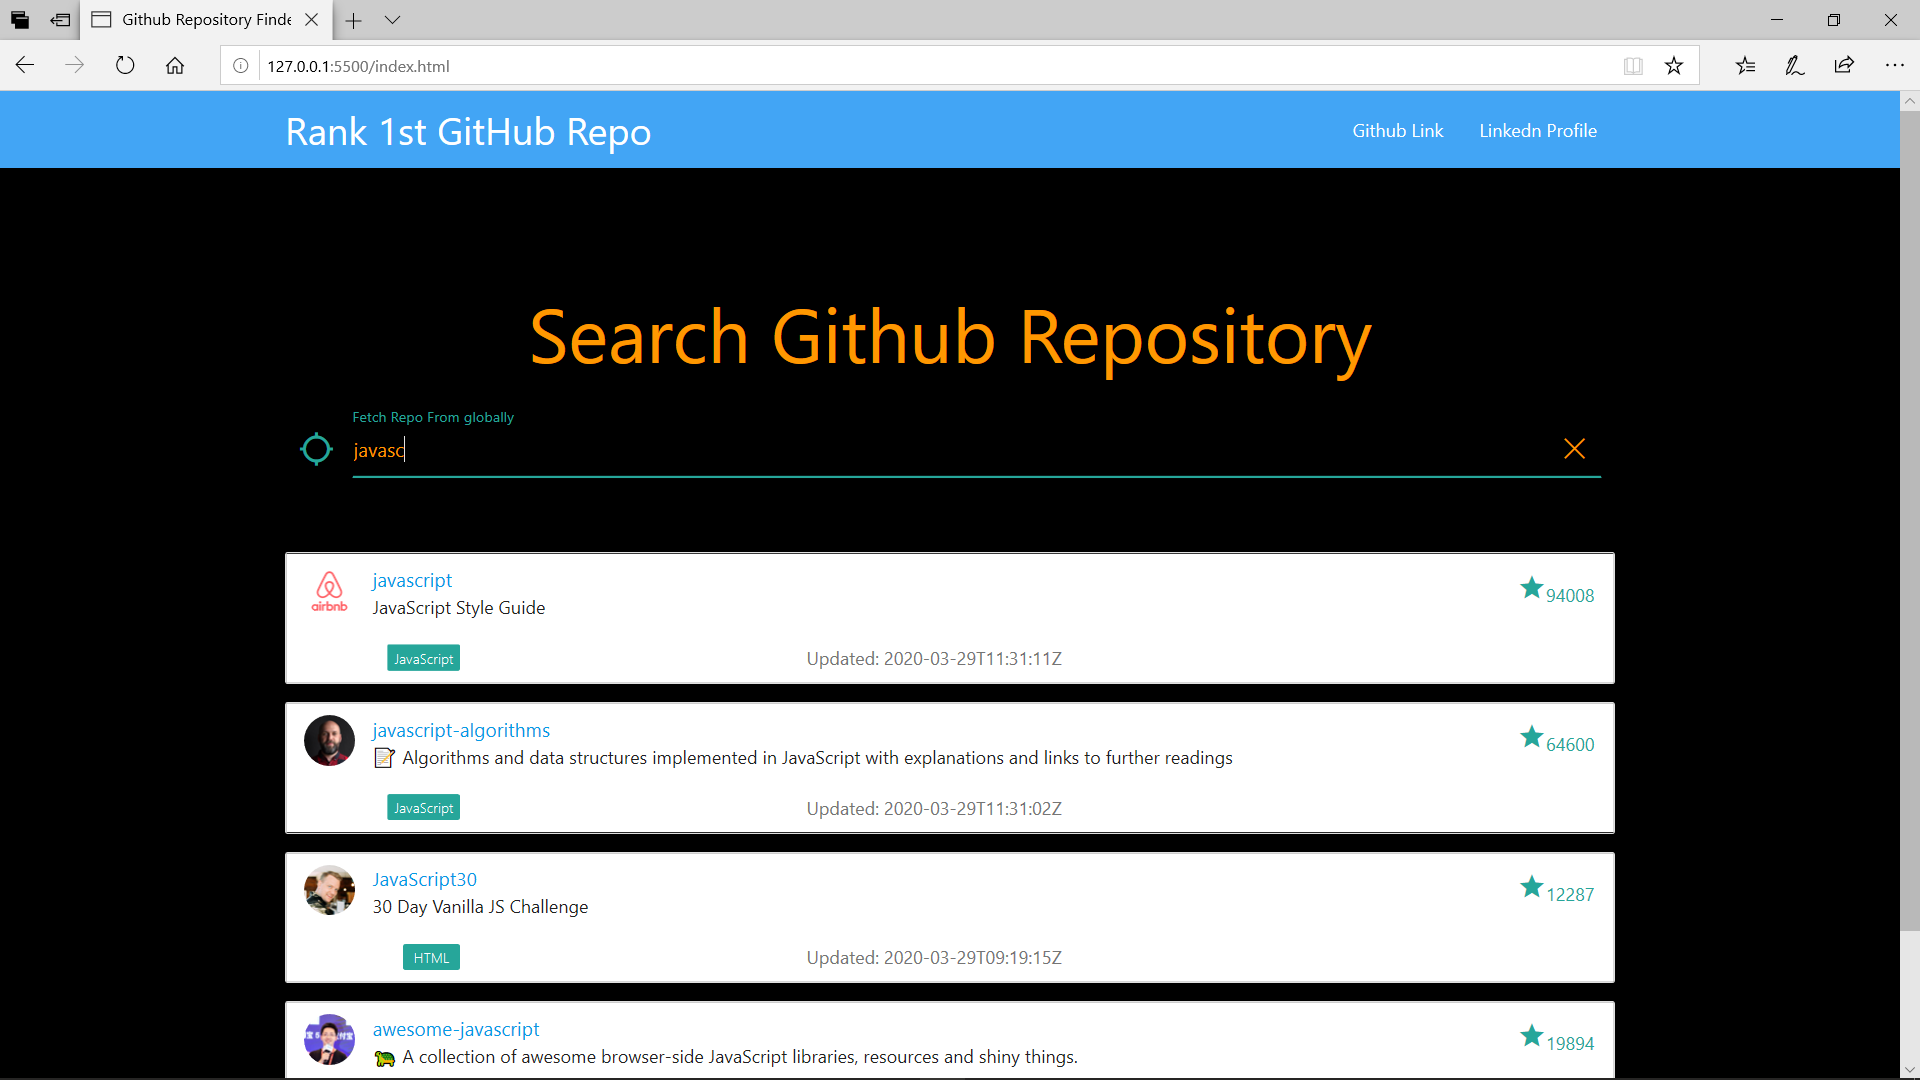 Github Repository Finde
127.0.0.1:5500/index.html
Rank 1st GitHub Repo
Github Link
Linkedn Profile
Search Github Repository
Fetch Repo From globally
javasc
airbnb
javascript
94008
JavaScript Style Guide
JavaScript
Updated: 2020-03-29T11:31:11Z
javascript-algorithms
64600
📝 Algorithms and data structures implemented in JavaScript with explanations and links to further readings
JavaScript
Updated: 2020-03-29T11:31:02Z
JavaScript30
12287
30 Day Vanilla JS Challenge
HTML
Updated: 2020-03-29T09:19:15Z
awesome-javascript
19894
🐢 A collection of awesome browser-side JavaScript libraries, resources and shiny things.